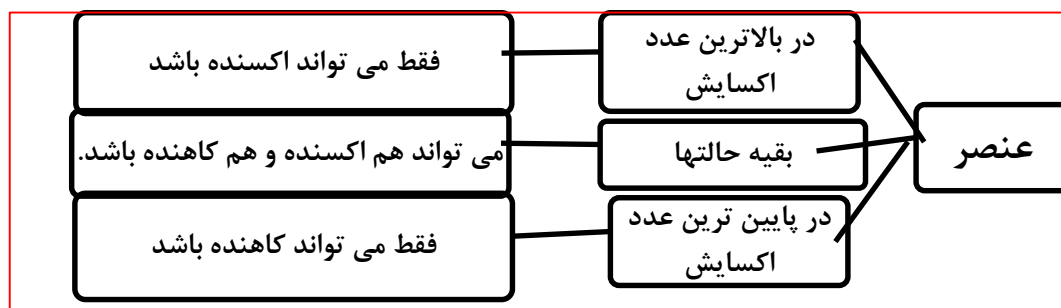 عنصر
در بالاترین عدد
اکسایش
فقط می تواند اکسنده باشد
بقیه حالتها
می تواند هم اکسنده و هم کاهنده باشد.
در پایین ترین عدد
اکسایش
فقط می تواند کاهنده باشد